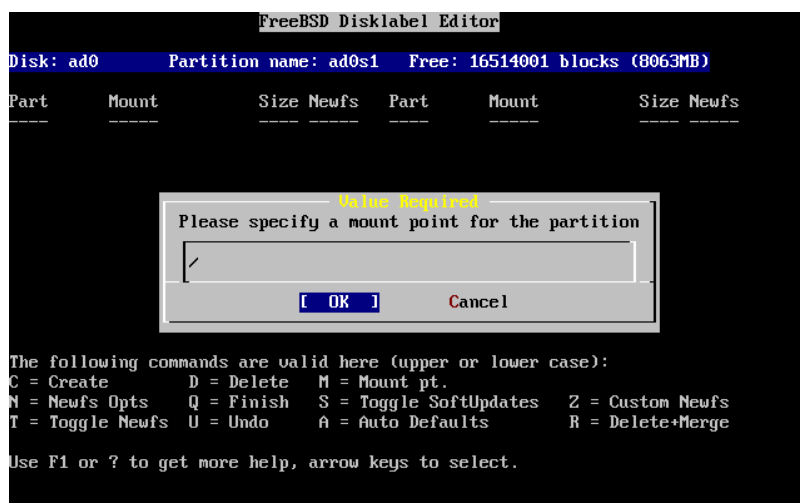 FreeBSD Disklabel Editor
Disk: ad0 Partition name: ad0s1 Free: 16514001 blocks (8063MB)
Part Mount Size Newfs Part Mount Size Newfs
---- ----- ---- ----- ---- ----- ---- -----
Value Required
Please specify a mount point for the partition
/
[ OK ] Cancel
The following commands are valid here (upper or lower case):
C = Create D = Delete M = Mount pt.
N = Newfs Opts Q = Finish S = Toggle SoftUpdates Z = Custom Newfs
T = Toggle Newfs U = Undo A = Auto Defaults R = Delete+Merge
Use F1 or ? to get more help, arrow keys to select.